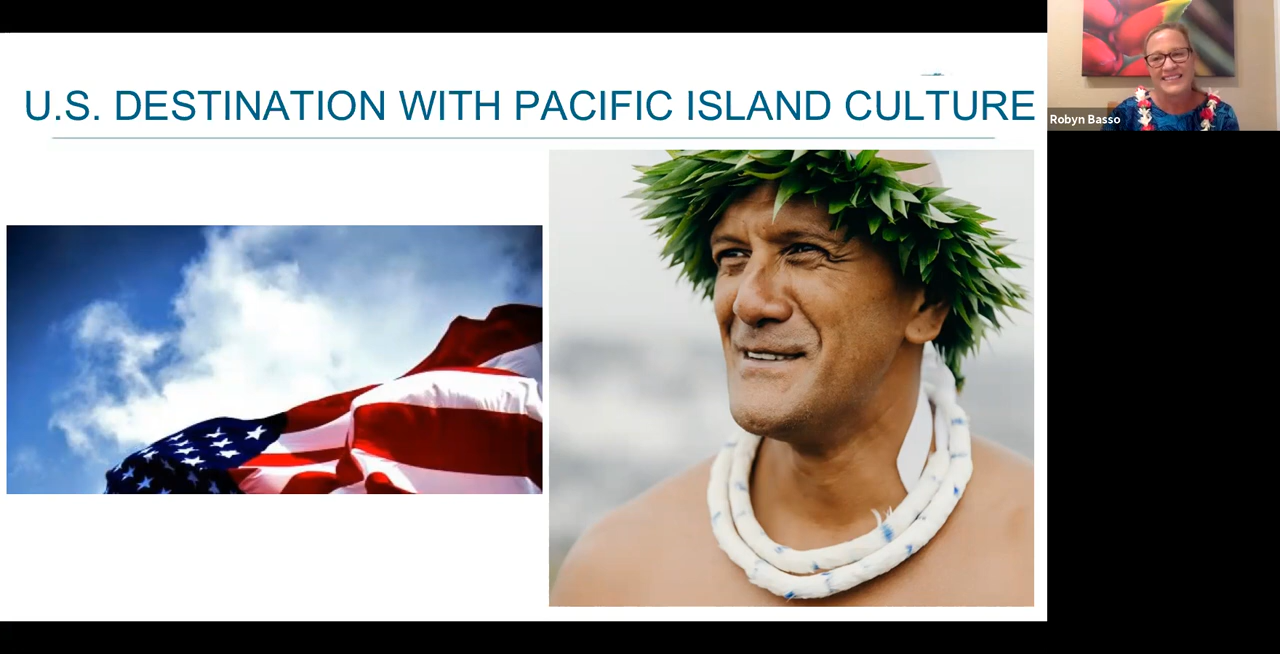 U.S. DESTINATION WITH PACIFIC ISLAND CULTURE
Robyn Basso